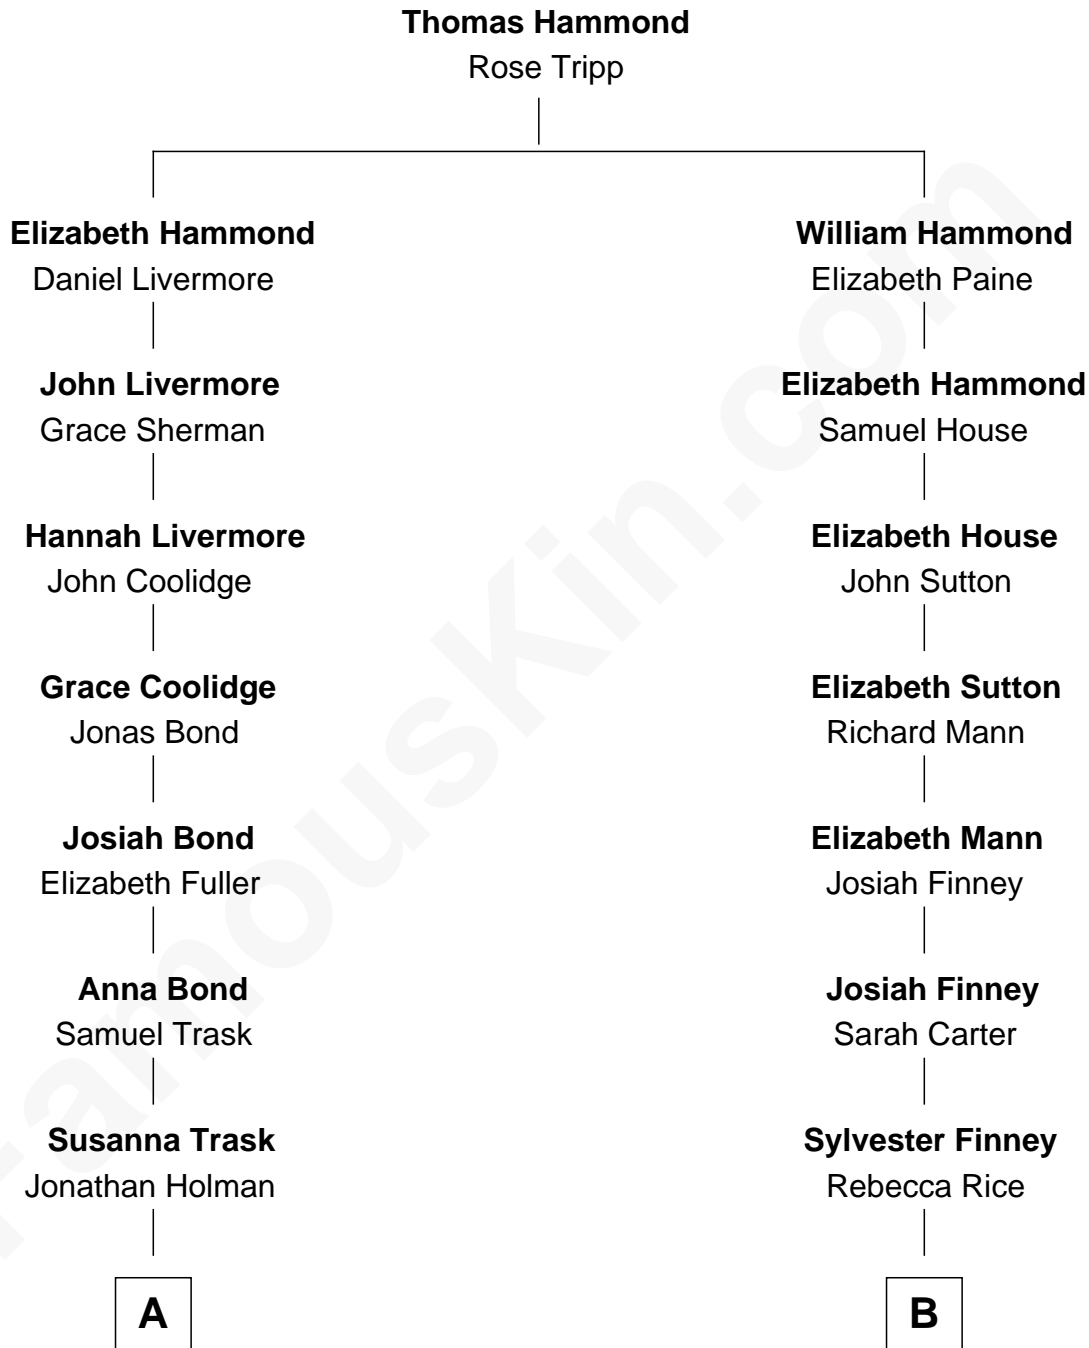 Thomas Hammond
Rose Tripp
Elizabeth Hammond
Daniel Livermore
John Livermore
Grace Sherman
Hannah Livermore
John Coolidge
Grace Coolidge
Jonas Bond
Josiah Bond
Elizabeth Fuller
Anna Bond
Samuel Trask
Susanna Trask
Jonathan Holman
A
William Hammond
Elizabeth Paine
Elizabeth Hammond
Samuel House
Elizabeth House
John Sutton
Elizabeth Sutton
Richard Mann
Elizabeth Mann
Josiah Finney
Josiah Finney
Sarah Carter
Sylvester Finney
Rebecca Rice
B
FamousKin.com